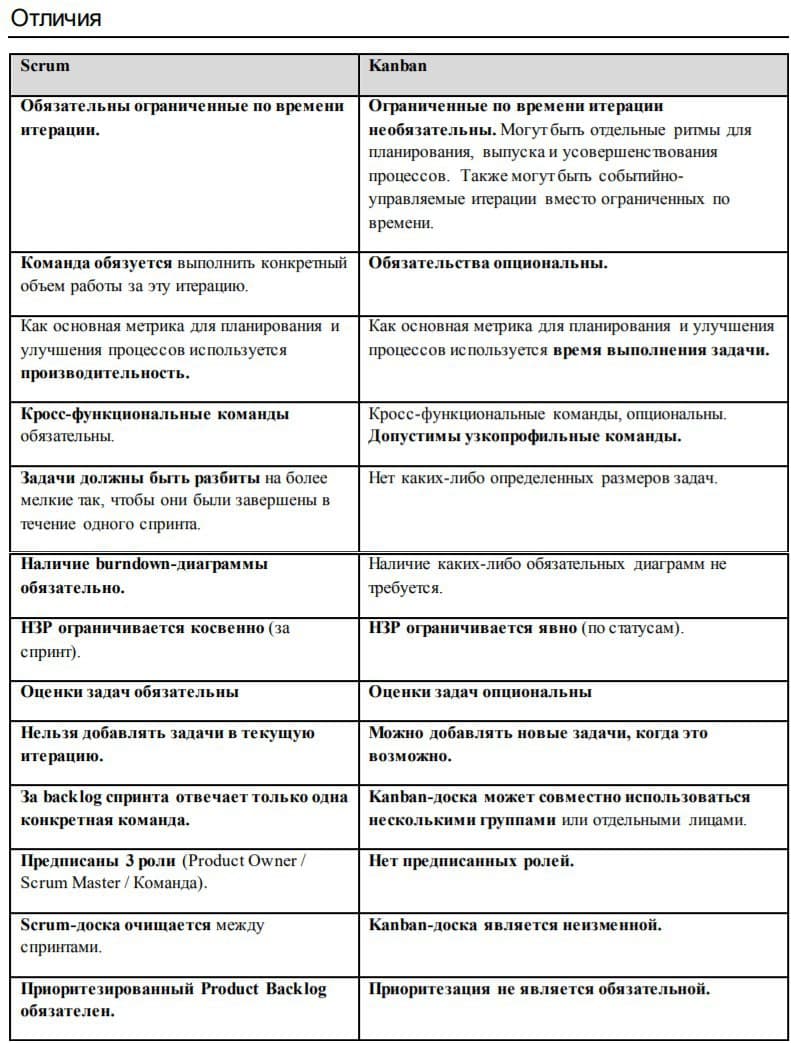 Отличия
Scrum
Kanban
Обязательны ограниченные по времени
итерации.
Ограниченные по времени итерации
необязательны. Могут быть отдельные ритмы для
планирования, выпуска и усовершенствования
процессов. Также могут быть событийно-
управляемые итерации вместо ограниченных по
времени.
Команда обязуется выполнить конкретный
объем работы за эту итерацию.
Обязательства опциональны.
Как основная метрика для планирования и
улучшения процессов используется
производительность.
Как основная метрика для планирования и улучшения
процессов используется время выполнения задачи.
Кросс-функциональные команды
обязательны.
Кросс-функциональные команды, опциональны.
Допустимы узкопрофильные команды.
Задачи должны быть разбиты на более
мелкие так, чтобы они были завершены в
течение одного спринта.
Нет каких-либо определенных размеров задач.
Наличие burndown-диаграммы
обязательно.
Наличие каких-либо обязательных диаграмм не
требуется.
НЗР ограничивается косвенно (за
спринт).
НЗР ограничивается явно (по статусам).
Оценки задач обязательны
Оценки задач опциональны
Нельзя добавлять задачи в текущую
итерацию.
Можно добавлять новые задачи, когда это
возможно.
За backlog спринта отвечает только одна
конкретная команда.
Kanban-доска может совместно использоваться
несколькими группами или отдельными лицами.
Предписаны 3 роли (Product Owner /
Scrum Master / Команда).
Нет предписанных ролей.
Scrum-доска очищается между
спринтами.
Kanban-доска является неизменной.
Приоритезированный Product Backlog
обязателен.
Приоритезация не является обязательной.